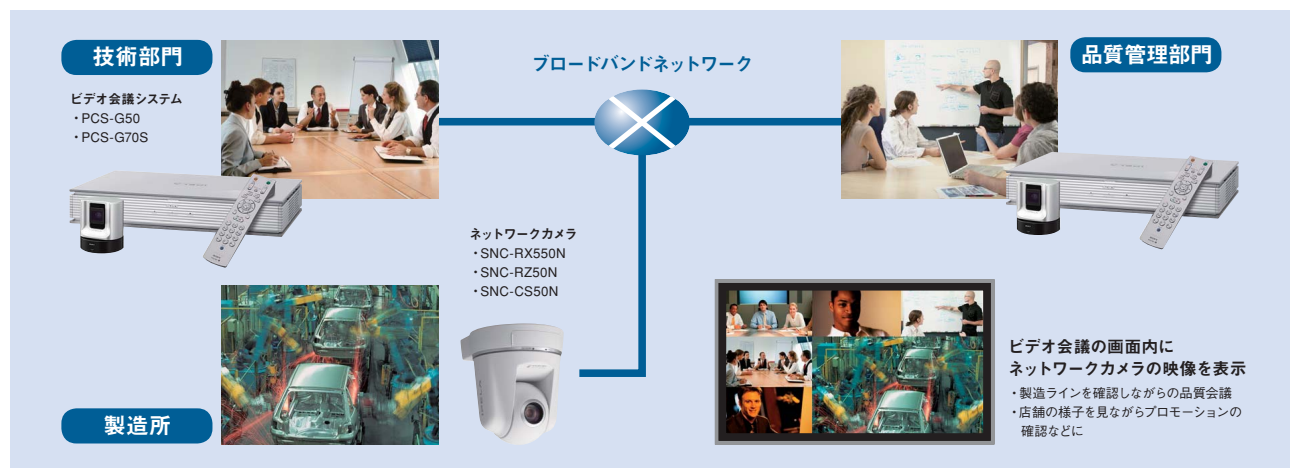 技術部門
ビデオ会議システム
・PCS-G50
・PCS-G70S
ブロードバンドネットワーク
品質管理部門
ネットワークカメラ
・SNC-RX550N
・SNC-RZ50N
・SNC-CS50N
製造所
ビデオ会議の画面内に
ネットワークカメラの映像を表示
・製造ラインを確認しながらの品質会議
・店舗の様子を見ながらプロモーションの
確認などに